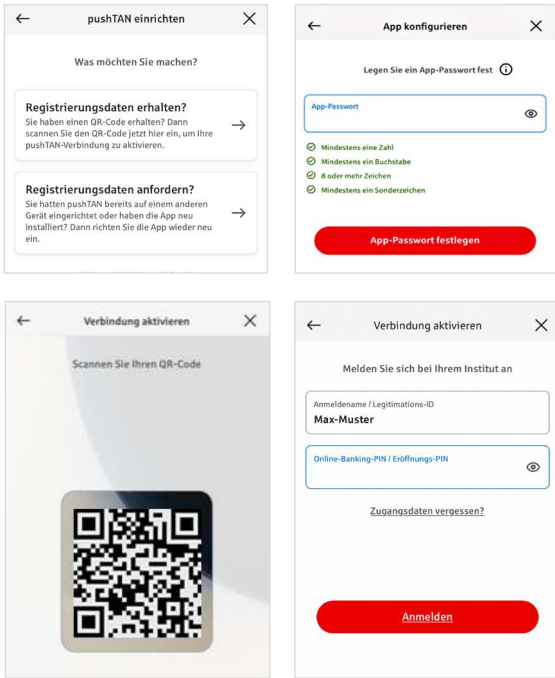 pushTAN einrichten
Was möchten Sie machen?
Registrierungsdaten erhalten?
Sie haben einen QR-Code erhalten? Dann
scannen Sie den QR-Code jetzt hier ein, um Ihre
pushTAN-Verbindung zu aktivieren.
Registrierungsdaten anfordern?
Sie hatten pushTAN bereits auf einem anderen
Gerät eingerichtet oder haben die App neu
installiert? Dann richten Sie die App wieder neu
ein.
App konfigurieren
Legen Sie ein App-Passwort fest
App-Passwort
Mindestens eine Zahl
Mindestens ein Buchstabe
8 oder mehr Zeichen
Mindestens ein Sonderzeichen
App-Passwort festlegen
Verbindung aktivieren
Scannen Sie Ihren QR-Code
Verbindung aktivieren
Melden Sie sich bei Ihrem Institut an
Anmeldename / Legitimations-ID
Max-Muster
Online-Banking-PIN / Eröffnungs-PIN
Zugangsdaten vergessen?
Anmelden